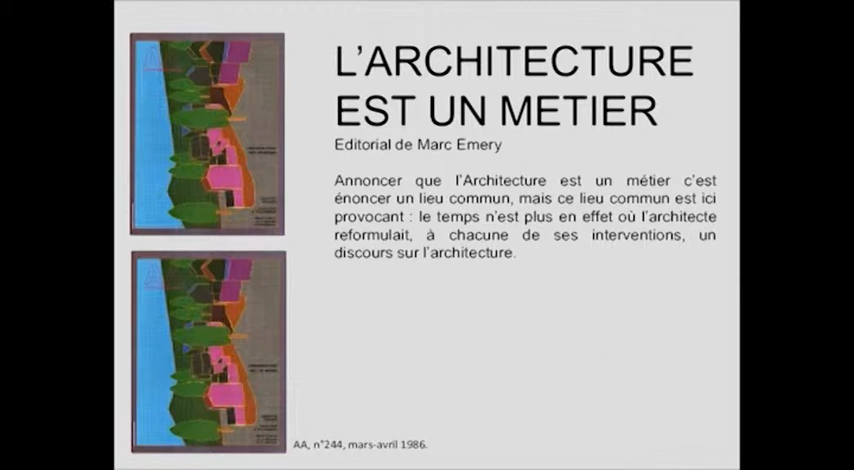 L’ARCHITECTURE
EST UN METIER
Editorial de Marc Emery
Annoncer que l’Architecture est un métier c’est
énoncer un lieu commun, mais ce lieu commun est ici
provocant : le temps n’est plus en effet où l’architecte
reformulait, à chacune de ses interventions, un
discours sur l’architecture.
AA, n°244, mars-avril 1986.